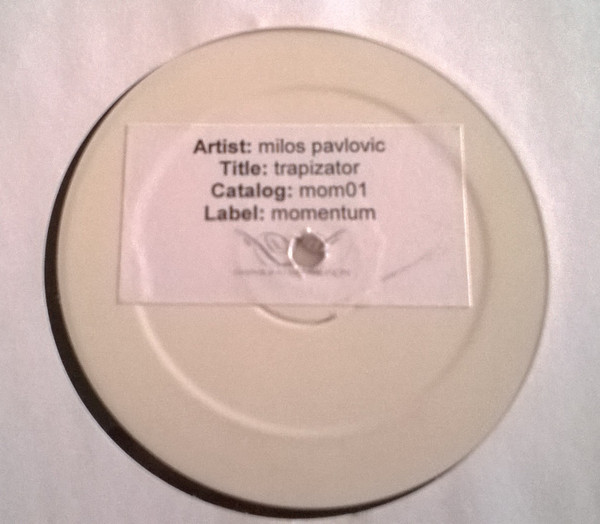 Artist: milos pavlovic
Title: trapizator
Catalog: mom01
Label: momentum